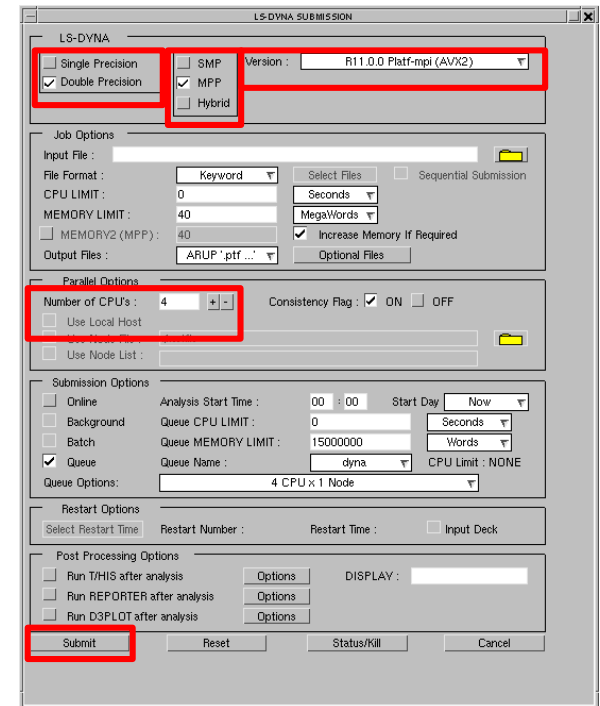 LS-DYNA SUBMISSION
LS-DYNA
Single Precision SMP Version : R11.0.0 Platf-mpi (AVX2)
Double Precision MPP
Hybrid
Job Options
Input File :
File Format : Keyword Select Files Sequential Submission
CPU LIMIT : 0 Seconds
MEMORY LIMIT : 40 MegaWords
MEMORY2 (MPP) : 40 Increase Memory If Required
Output Files : ARUP '.ptf ...' Optional Files
Parallel Options
Number of CPU's : 4 + - Consistency Flag : ON OFF
Use Local Host
Use Node List :
Submission Options
Online Analysis Start Time : 00 : 00 Start Day Now
Background Queue CPU LIMIT : 0 Seconds
Batch Queue MEMORY LIMIT : 15000000 Words
Queue Queue Name : dyna CPU Limit : NONE
Queue Options: 4 CPU x 1 Node
Restart Options
Select Restart Time Restart Number : Restart Time : Input Deck
Post Processing Options
Run T/HIS after analysis Options DISPLAY :
Run REPORTER after analysis Options
Run D3PLOT after analysis Options
Submit Reset Status/Kill Cancel